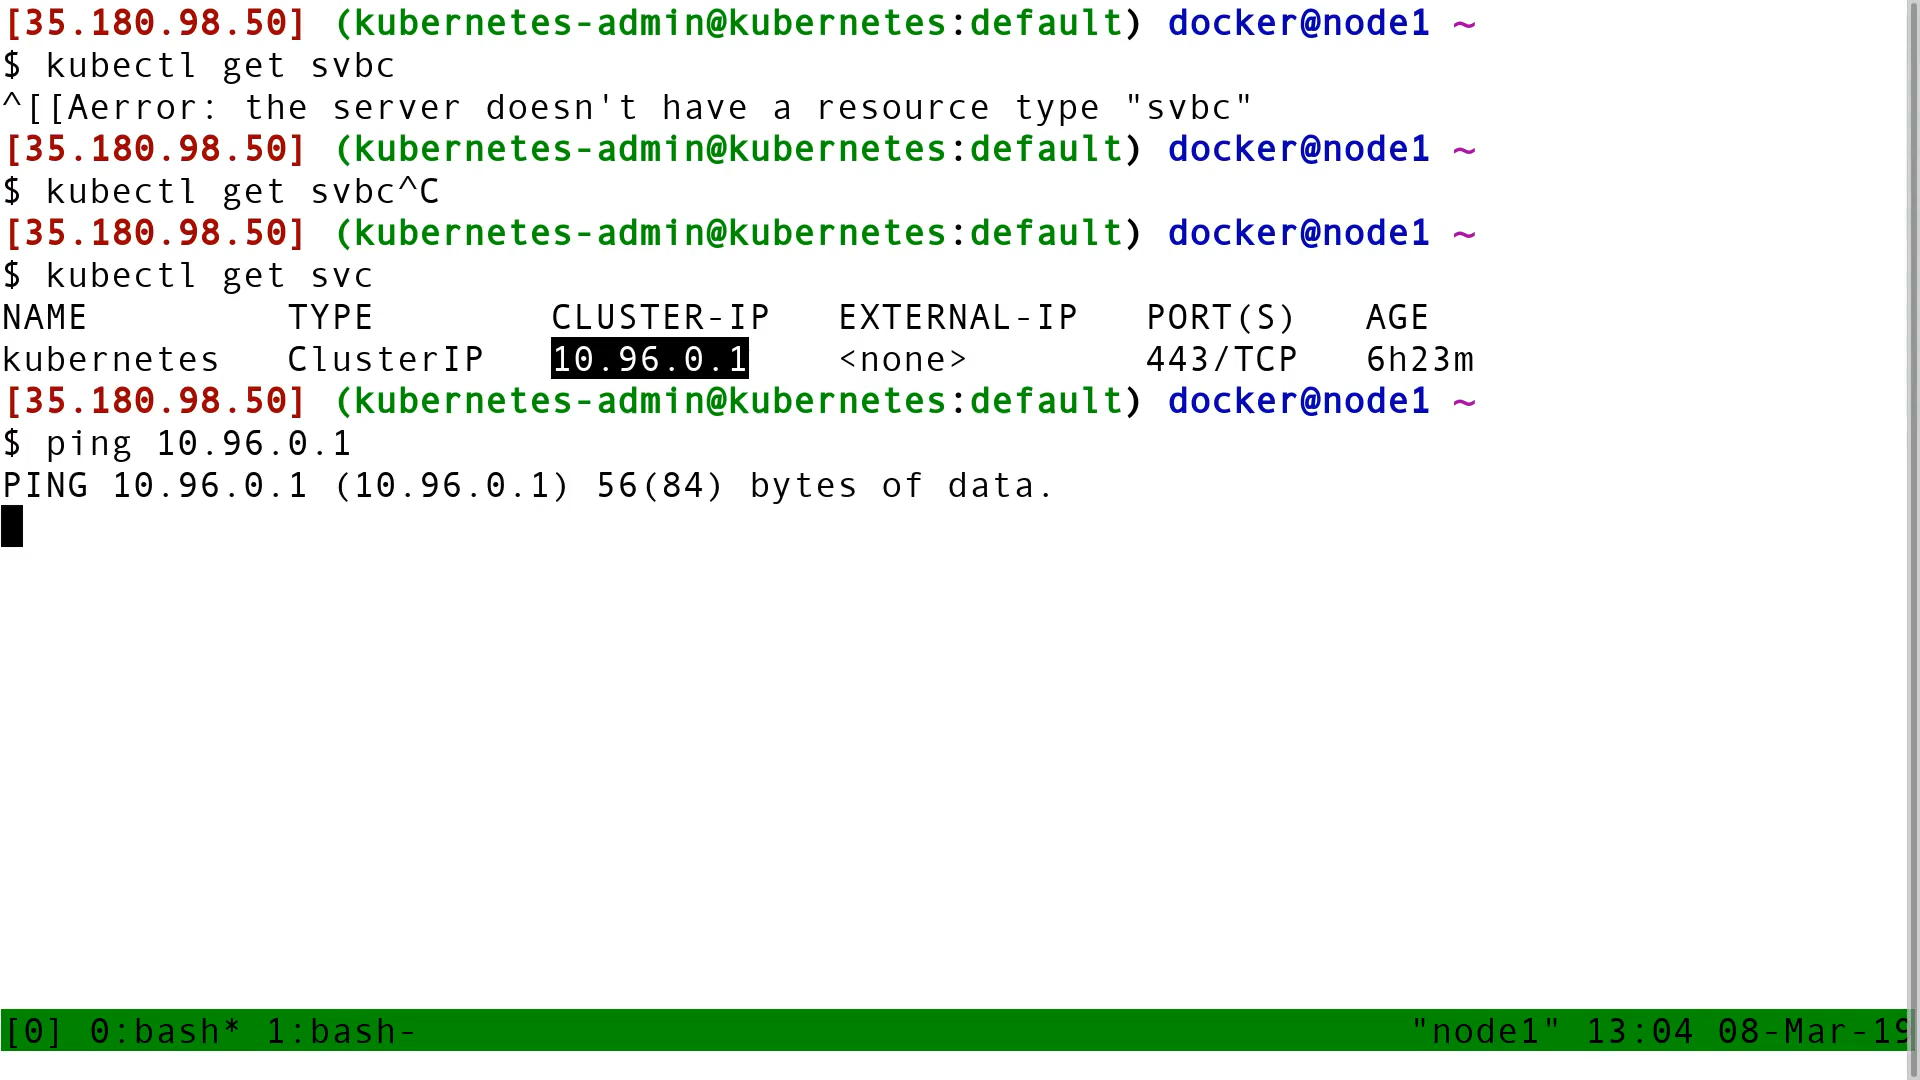 [35.180.98.50] (kubernetes-admin@kubernetes:default) docker@node1 ~
$ kubectl get svbc
^[[Aerror: the server doesn't have a resource type "svbc"
[35.180.98.50] (kubernetes-admin@kubernetes:default) docker@node1 ~
$ kubectl get svbc^C
[35.180.98.50] (kubernetes-admin@kubernetes:default) docker@node1 ~
$ kubectl get svc
NAME         TYPE        CLUSTER-IP   EXTERNAL-IP   PORT(S)   AGE
kubernetes   ClusterIP   10.96.0.1    <none>        443/TCP   6h23m
[35.180.98.50] (kubernetes-admin@kubernetes:default) docker@node1 ~
$ ping 10.96.0.1
PING 10.96.0.1 (10.96.0.1) 56(84) bytes of data.
[0] 0:bash* 1:bash- "node1" 13:04 08-Mar-19